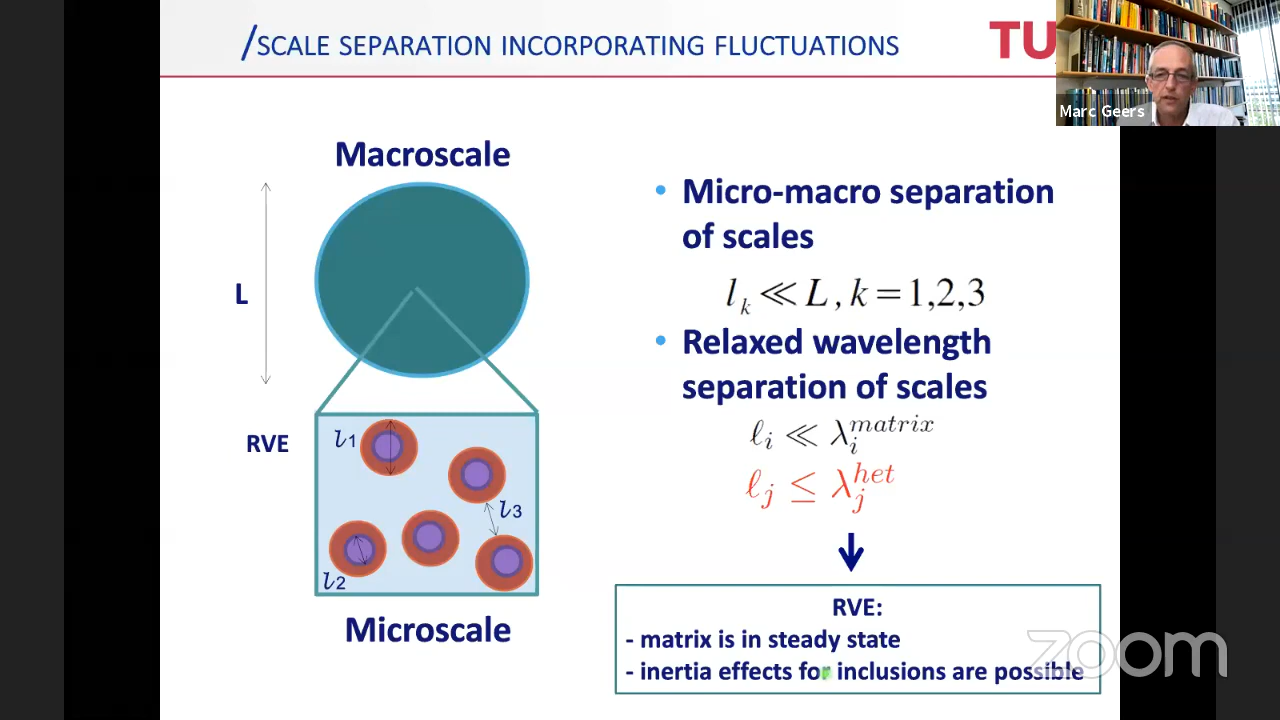 /SCALE SEPARATION INCORPORATING FLUCTUATIONS
TU
Marc Geers
Macroscale
L
RVE
l1
l3
l2
Microscale
• Micro-macro separation
of scales
l_k ≪ L, k = 1,2,3
• Relaxed wavelength
separation of scales
ℓ_i ≪ λ_i^{matrix}
ℓ_j ≤ λ_j^{het}
RVE:
- matrix is in steady state
- inertia effects for inclusions are possible
zoom